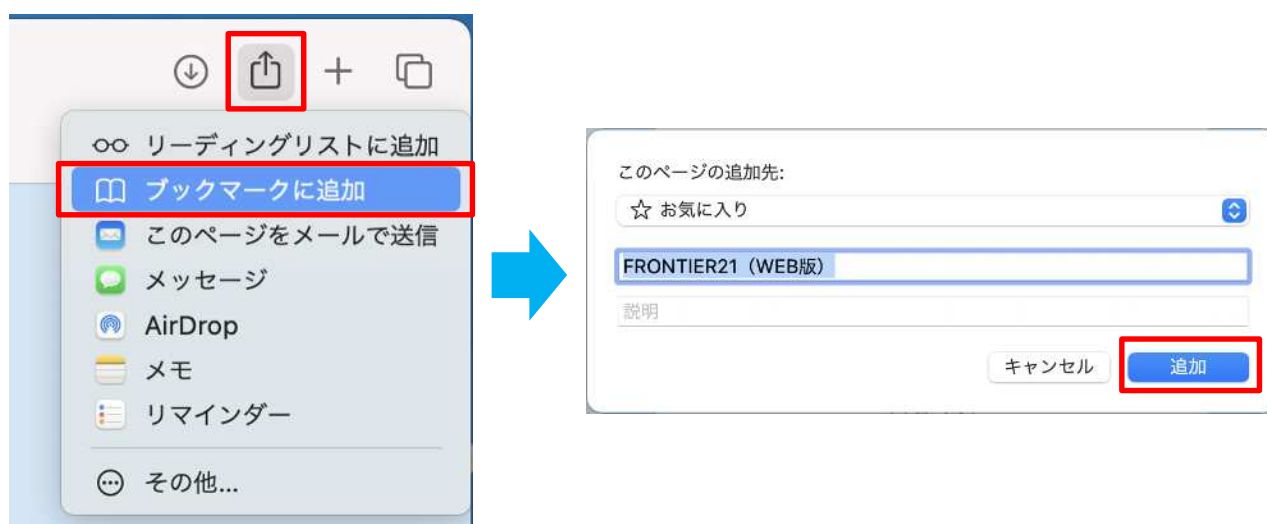 リーディングリストに追加
ブックマークに追加
このページをメールで送信
メッセージ
AirDrop
メモ
リマインダー
その他...
このページの追加先:
お気に入り
FRONTIER21（WEB版）
説明
キャンセル
追加